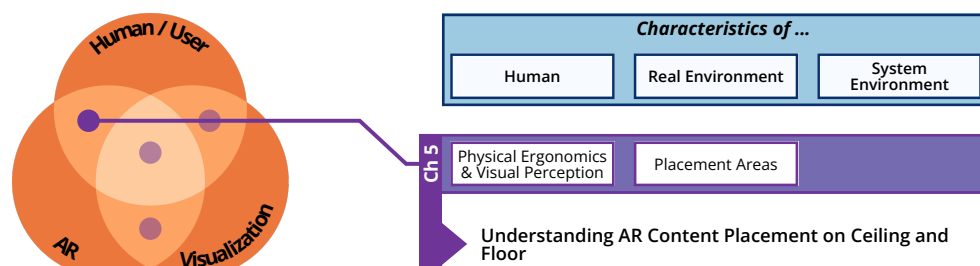 Human / User
AR
Visualization
Characteristics of ...
Human
Real Environment
System
Environment
Ch 5
Physical Ergonomics
& Visual Perception
Placement Areas
Understanding AR Content Placement on Ceiling and
Floor